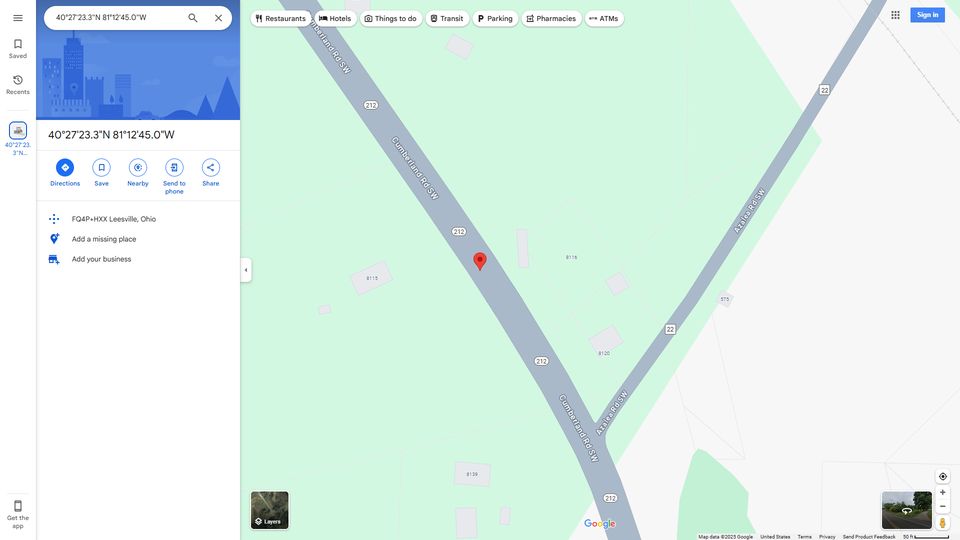 40°27'23.3"N 81°12'45.0"W
Restaurants
Hotels
Things to do
Transit
Parking
Pharmacies
ATMs
Sign in
Saved
Recents
40°27'23.
3"N...
40°27'23.3"N 81°12'45.0"W
Directions
Save
Nearby
Send to
phone
Share
FQ4P+HXX Leesville, Ohio
Add a missing place
Add your business
Get the
app
Cumberland Rd SW
212
Cumberland Rd SW
212
212
Cumberland Rd SW
212
22
Azalea Rd SW
22
Azalea Rd SW
8115
8116
575
8120
8139
Layers
Google
Map data ©2025 Google
United States
Terms
Privacy
Send Product Feedback
50 ft